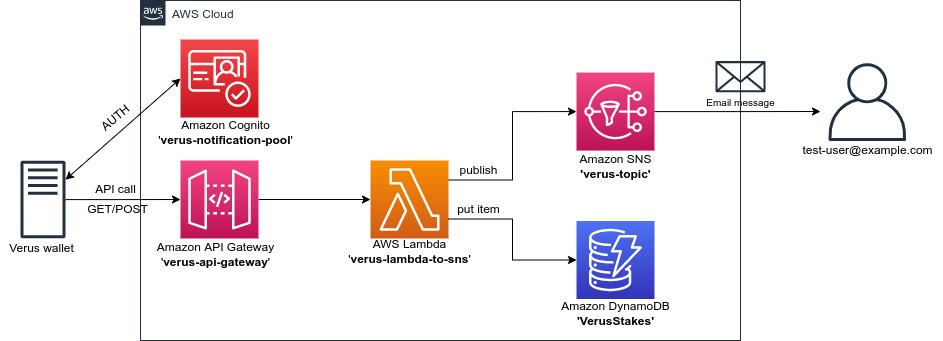 aws
AWS Cloud
AUTH
Amazon Cognito
'verus-notification-pool'
Email message
Amazon SNS
'verus-topic'
test-user@example.com
API call
GET/POST
publish
put item
Verus wallet
Amazon API Gateway
'verus-api-gateway'
AWS Lambda
'verus-lambda-to-sns'
Amazon DynamoDB
'VerusStakes'